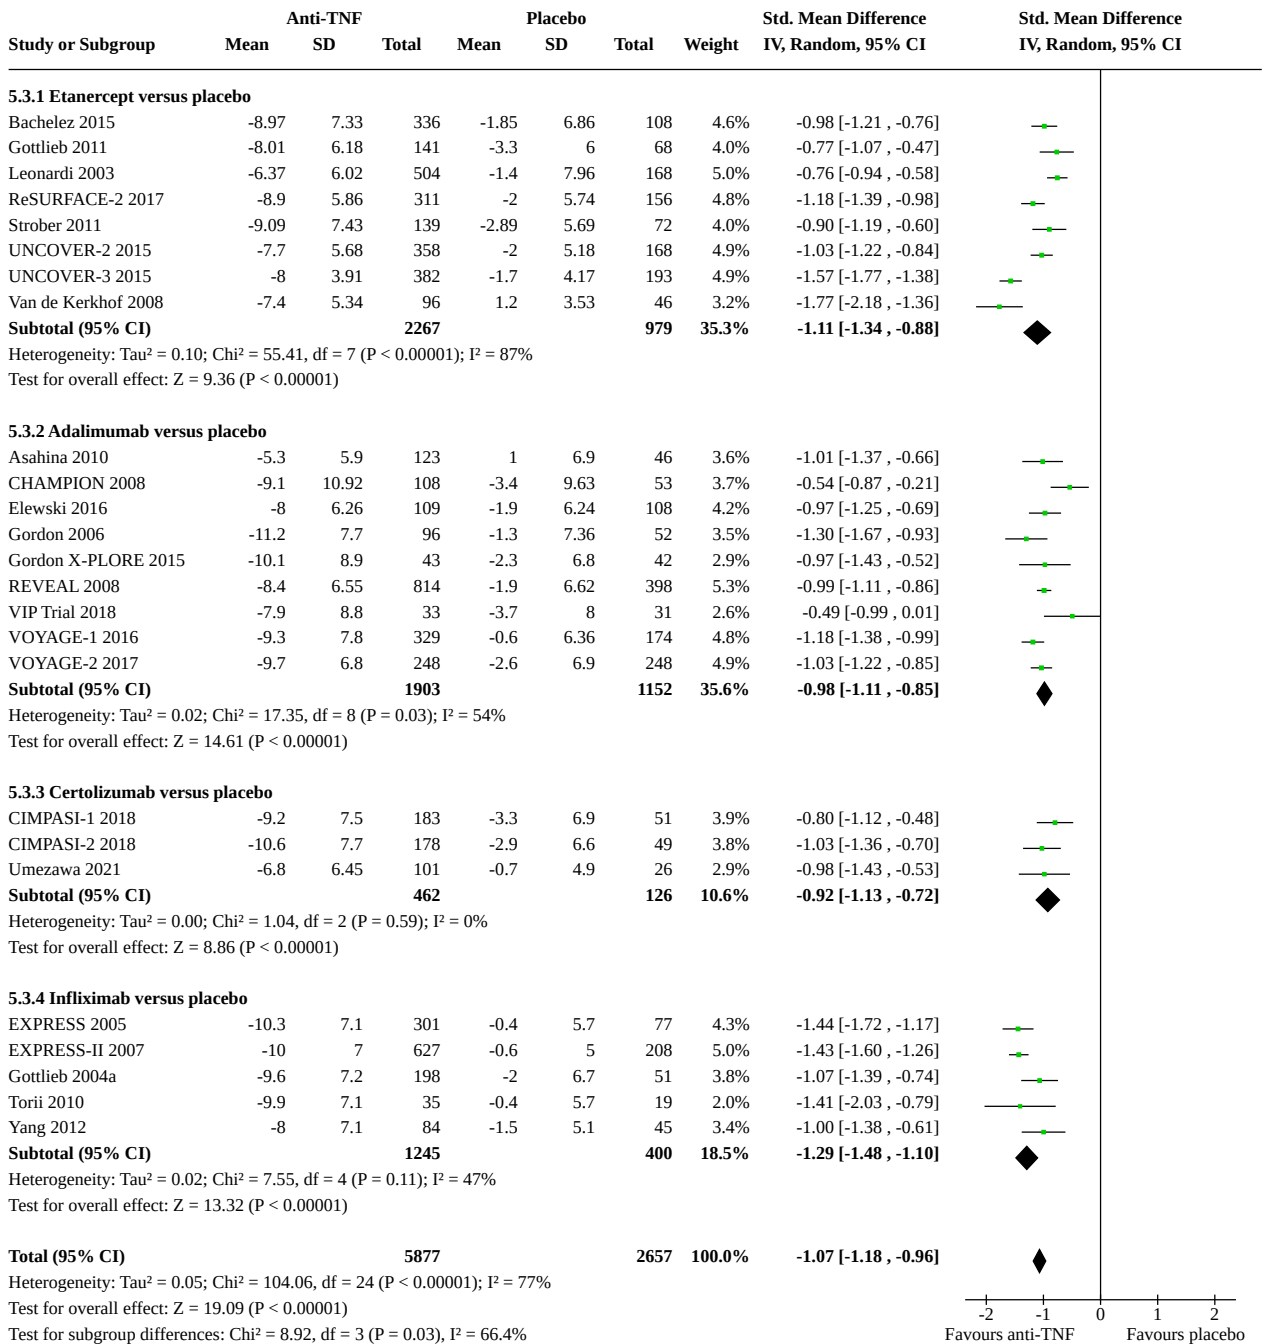 Anti-TNF Placebo Std. Mean Difference Std. Mean Difference
Study or Subgroup Mean SD Total Mean SD Total Weight IV, Random, 95% CI IV, Random, 95% CI
5.3.1 Etanercept versus placebo
Bachelez 2015 -8.97 7.33 336 -1.85 6.86 108 4.6% -0.98 [-1.21 , -0.76]
Gottlieb 2011 -8.01 6.18 141 -3.3 6 68 4.0% -0.77 [-1.07 , -0.47]
Leonardi 2003 -6.37 6.02 504 -1.4 7.96 168 5.0% -0.76 [-0.94 , -0.58]
ReSURFACE-2 2017 -8.9 5.86 311 -2 5.74 156 4.8% -1.18 [-1.39 , -0.98]
Strober 2011 -9.09 7.43 139 -2.89 5.69 72 4.0% -0.90 [-1.19 , -0.60]
UNCOVER-2 2015 -7.7 5.68 358 -2 5.18 168 4.9% -1.03 [-1.22 , -0.84]
UNCOVER-3 2015 -8 3.91 382 -1.7 4.17 193 4.9% -1.57 [-1.77 , -1.38]
Van de Kerkhof 2008 -7.4 5.34 96 1.2 3.53 46 3.2% -1.77 [-2.18 , -1.36]
Subtotal (95% CI) 2267 979 35.3% -1.11 [-1.34 , -0.88]
Heterogeneity: Tau² = 0.10; Chi² = 55.41, df = 7 (P < 0.00001); I² = 87%
Test for overall effect: Z = 9.36 (P < 0.00001)
5.3.2 Adalimumab versus placebo
Asahina 2010 -5.3 5.9 123 1 6.9 46 3.6% -1.01 [-1.37 , -0.66]
CHAMPION 2008 -9.1 10.92 108 -3.4 9.63 53 3.7% -0.54 [-0.87 , -0.21]
Elewski 2016 -8 6.26 109 -1.9 6.24 108 4.2% -0.97 [-1.25 , -0.69]
Gordon 2006 -11.2 7.7 96 -1.3 7.36 52 3.5% -1.30 [-1.67 , -0.93]
Gordon X-PLORE 2015 -10.1 8.9 43 -2.3 6.8 42 2.9% -0.97 [-1.43 , -0.52]
REVEAL 2008 -8.4 6.55 814 -1.9 6.62 398 5.3% -0.99 [-1.11 , -0.86]
VIP Trial 2018 -7.9 8.8 33 -3.7 8 31 2.6% -0.49 [-0.99 , 0.01]
VOYAGE-1 2016 -9.3 7.8 329 -0.6 6.36 174 4.8% -1.18 [-1.38 , -0.99]
VOYAGE-2 2017 -9.7 6.8 248 -2.6 6.9 248 4.9% -1.03 [-1.22 , -0.85]
Subtotal (95% CI) 1903 1152 35.6% -0.98 [-1.11 , -0.85]
Heterogeneity: Tau² = 0.02; Chi² = 17.35, df = 8 (P = 0.03); I² = 54%
Test for overall effect: Z = 14.61 (P < 0.00001)
5.3.3 Certolizumab versus placebo
CIMPASI-1 2018 -9.2 7.5 183 -3.3 6.9 51 3.9% -0.80 [-1.12 , -0.48]
CIMPASI-2 2018 -10.6 7.7 178 -2.9 6.6 49 3.8% -1.03 [-1.36 , -0.70]
Umezawa 2021 -6.8 6.45 101 -0.7 4.9 26 2.9% -0.98 [-1.43 , -0.53]
Subtotal (95% CI) 462 126 10.6% -0.92 [-1.13 , -0.72]
Heterogeneity: Tau² = 0.00; Chi² = 1.04, df = 2 (P = 0.59); I² = 0%
Test for overall effect: Z = 8.86 (P < 0.00001)
5.3.4 Infliximab versus placebo
EXPRESS 2005 -10.3 7.1 301 -0.4 5.7 77 4.3% -1.44 [-1.72 , -1.17]
EXPRESS-II 2007 -10 7 627 -0.6 5 208 5.0% -1.43 [-1.60 , -1.26]
Gottlieb 2004a -9.6 7.2 198 -2 6.7 51 3.8% -1.07 [-1.39 , -0.74]
Torii 2010 -9.9 7.1 35 -0.4 5.7 19 2.0% -1.41 [-2.03 , -0.79]
Yang 2012 -8 7.1 84 -1.5 5.1 45 3.4% -1.00 [-1.38 , -0.61]
Subtotal (95% CI) 1245 400 18.5% -1.29 [-1.48 , -1.10]
Heterogeneity: Tau² = 0.02; Chi² = 7.55, df = 4 (P = 0.11); I² = 47%
Test for overall effect: Z = 13.32 (P < 0.00001)
Total (95% CI) 5877 2657 100.0% -1.07 [-1.18 , -0.96]
Heterogeneity: Tau² = 0.05; Chi² = 104.06, df = 24 (P < 0.00001); I² = 77%
Test for overall effect: Z = 19.09 (P < 0.00001)
-2 -1 0 1 2
Test for subgroup differences: Chi² = 8.92, df = 3 (P = 0.03), I² = 66.4% Favours anti-TNF Favours placebo